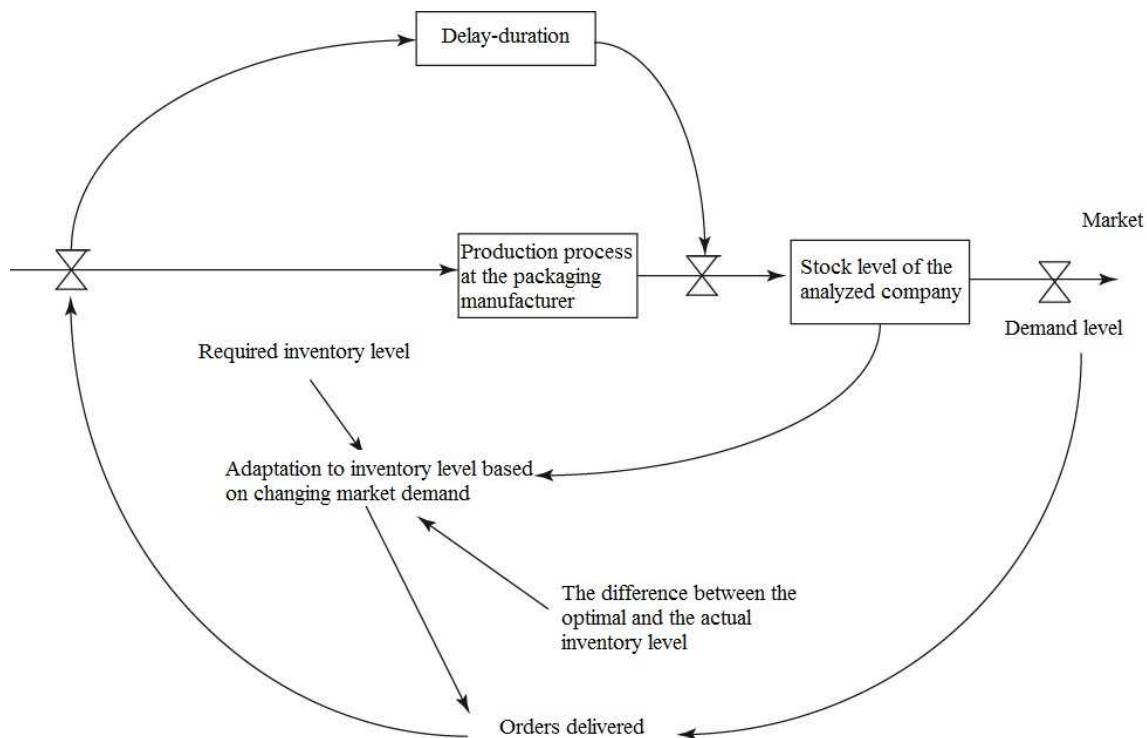 Delay-duration
Market
Production process
at the packaging
manufacturer
Stock level of the
analyzed company
Demand level
Required inventory level
Adaptation to inventory level based
on changing market demand
The difference between the
optimal and the actual
inventory level
Orders delivered